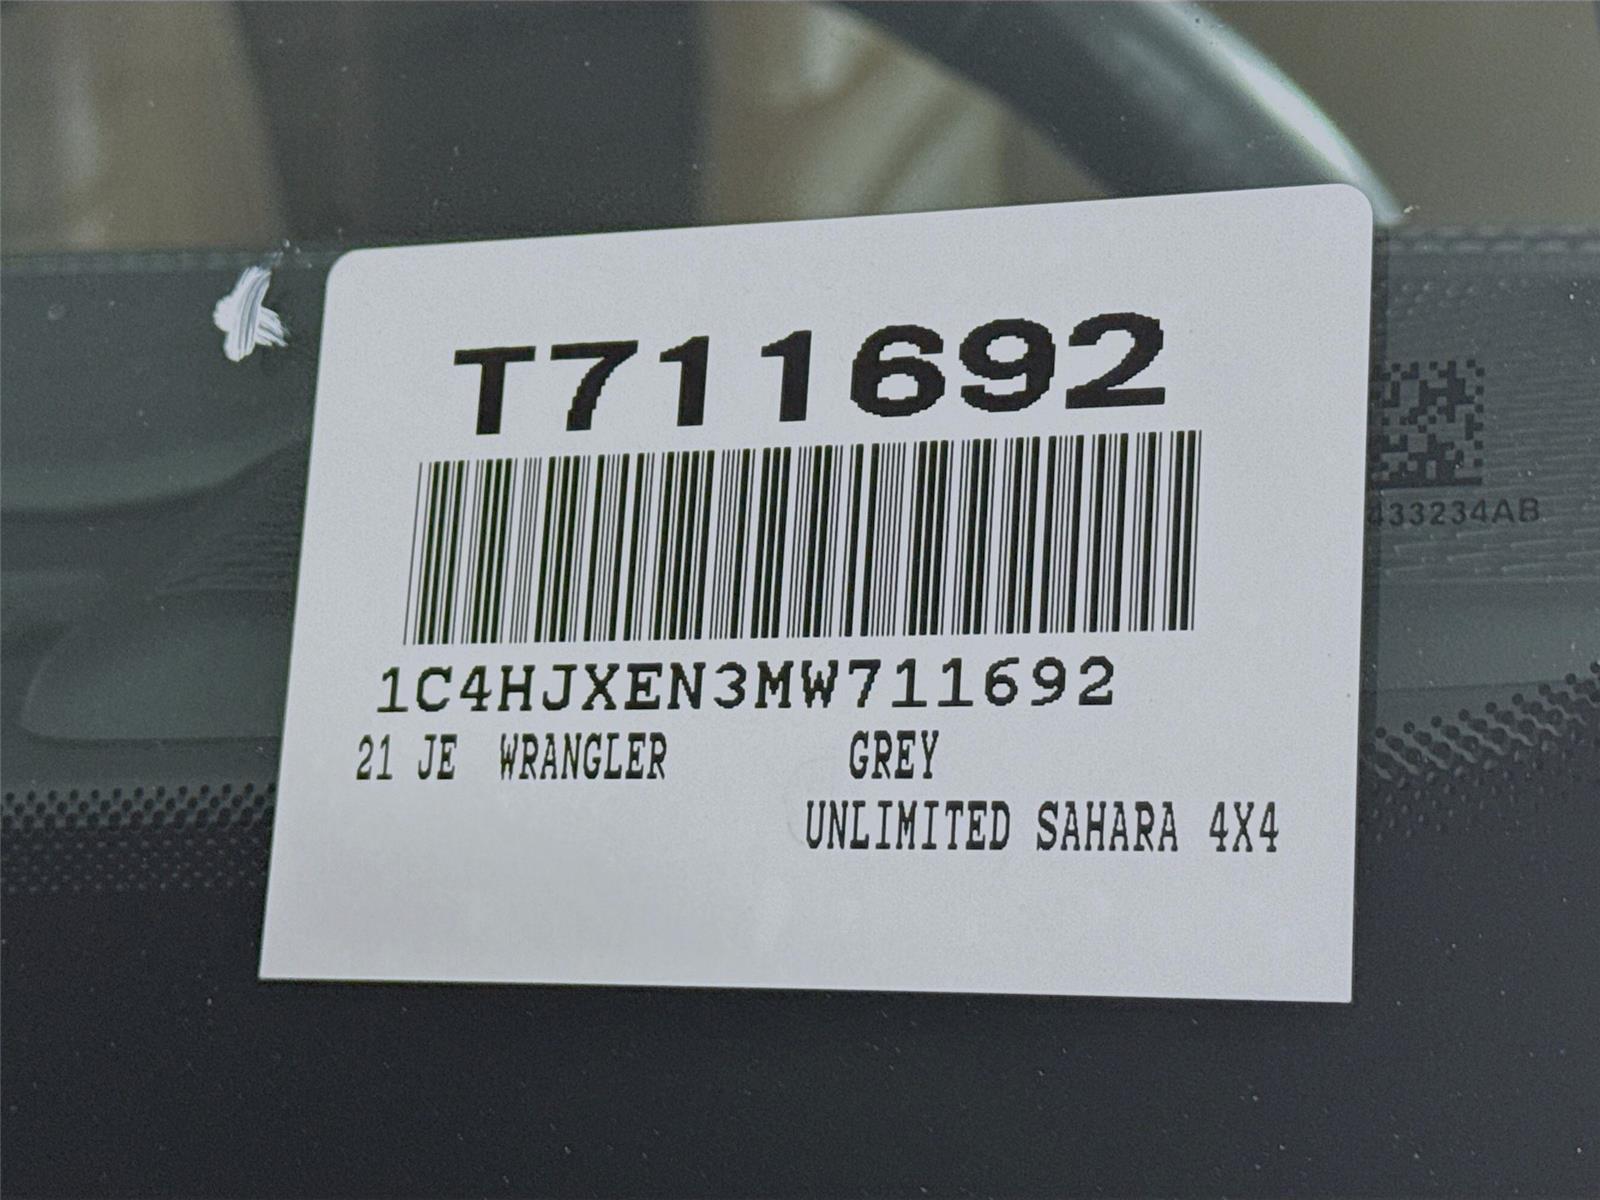 T711692
1C4HJXEN3MW711692
21 JE WRANGLER GREY
UNLIMITED SAHARA 4X4
433234AB